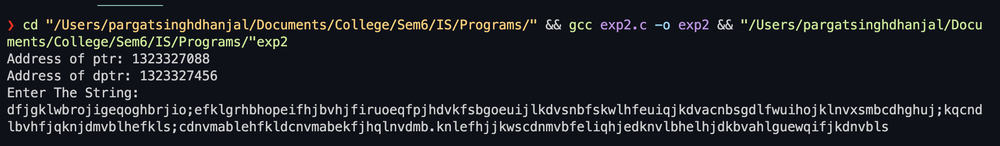 ❯ cd "/Users/pargatsinghdhanjal/Documents/College/Sem6/IS/Programs/" && gcc exp2.c -o exp2 && "/Users/pargatsinghdhanjal/Docu
ments/College/Sem6/IS/Programs/"exp2
Address of ptr: 1323327088
Address of dptr: 1323327456
Enter The String:
dfjgklwbrojigeqoghbrjio;efklgrhbhopeifhjbvhjfiruoeqfpjhdvkfsbgoeuijlkdvsnbfskwlhfeuiqjkdvacnbsgdlfwuihojklnvxsmbcdhghuj;kqcnd
lbvhfjqknjdmvblhefkls;cdnvmablehfkldcnvmabekfjhqlnvdmb.knlefhjjkwscdnmvbfeliqhjedknvlbhelhjdkbvahlguewqifjkdnvbls